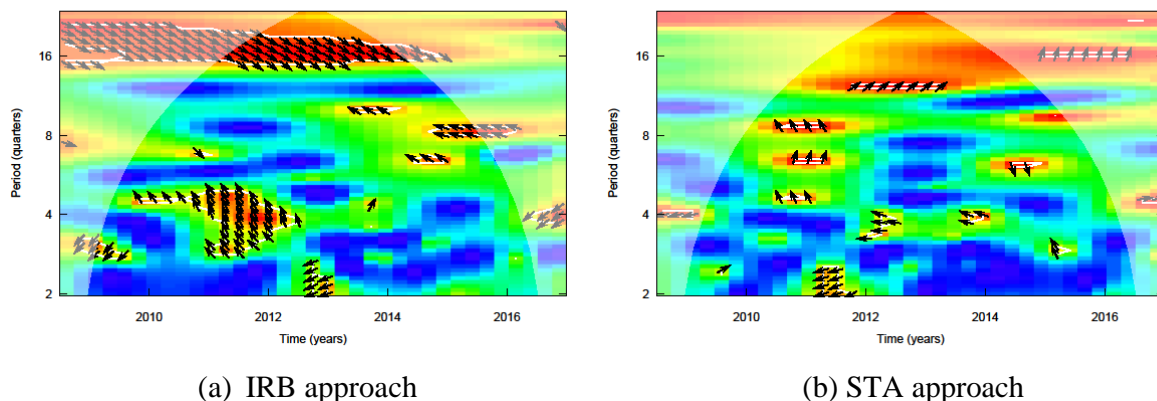 Period (quarters)
16
8
4
2
2010 2012 2014 2016
Time (years)
(a) IRB approach
Period (quarters)
16
8
4
2
2010 2012 2014 2016
Time (years)
(b) STA approach